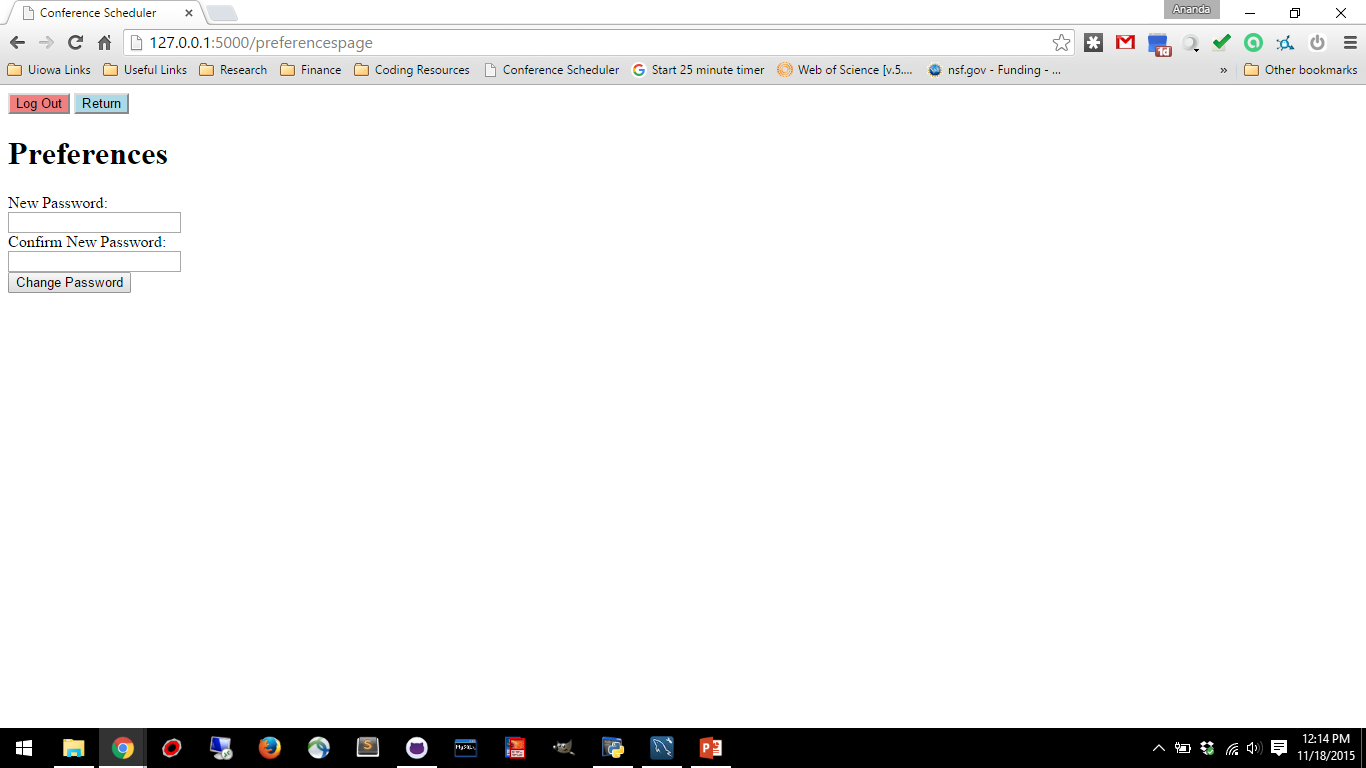 Conference Scheduler
Ananda
127.0.0.1:5000/preferencespage
1d
Uiowa Links Useful Links Research Finance Coding Resources Conference Scheduler Start 25 minute timer Web of Science [v.5.... nsf.gov - Funding - ... » Other bookmarks
Log Out Return
Preferences
New Password:
Confirm New Password:
Change Password
MySQL
12:14 PM
11/18/2015